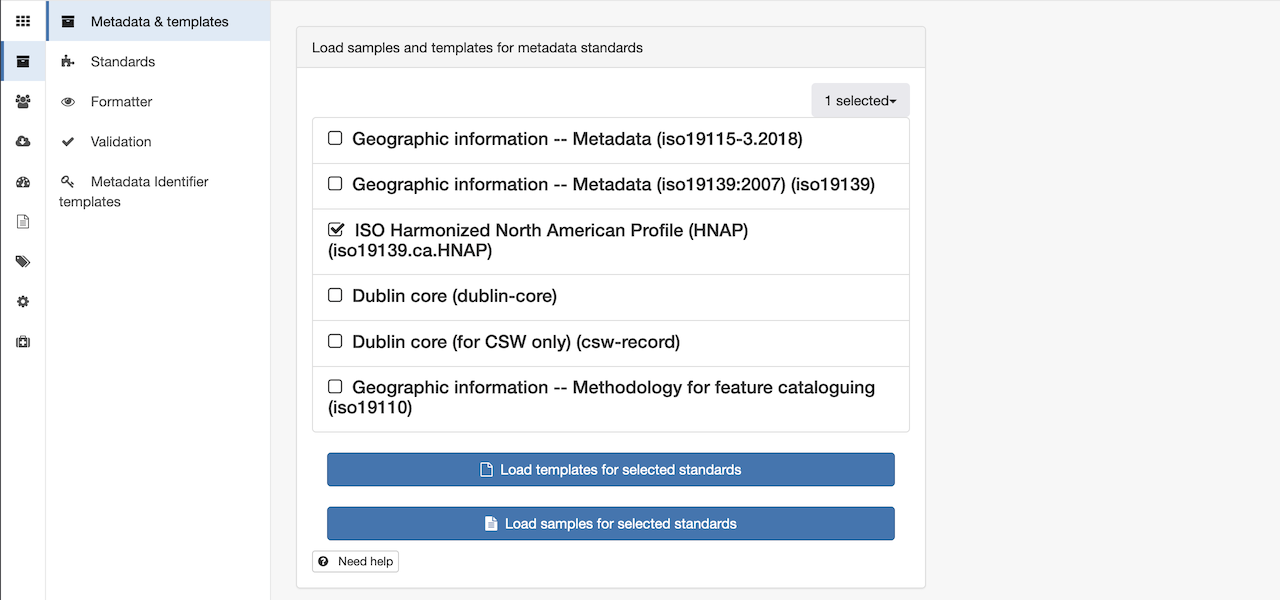 Metadata & templates
Standards
Formatter
Validation
Metadata Identifier
templates
Load samples and templates for metadata standards
1 selected
Geographic information -- Metadata (iso19115-3.2018)
Geographic information -- Metadata (iso19139:2007) (iso19139)
ISO Harmonized North American Profile (HNAP)
(iso19139.ca.HNAP)
Dublin core (dublin-core)
Dublin core (for CSW only) (csw-record)
Geographic information -- Methodology for feature cataloguing
(iso19110)
Load templates for selected standards
Load samples for selected standards
Need help